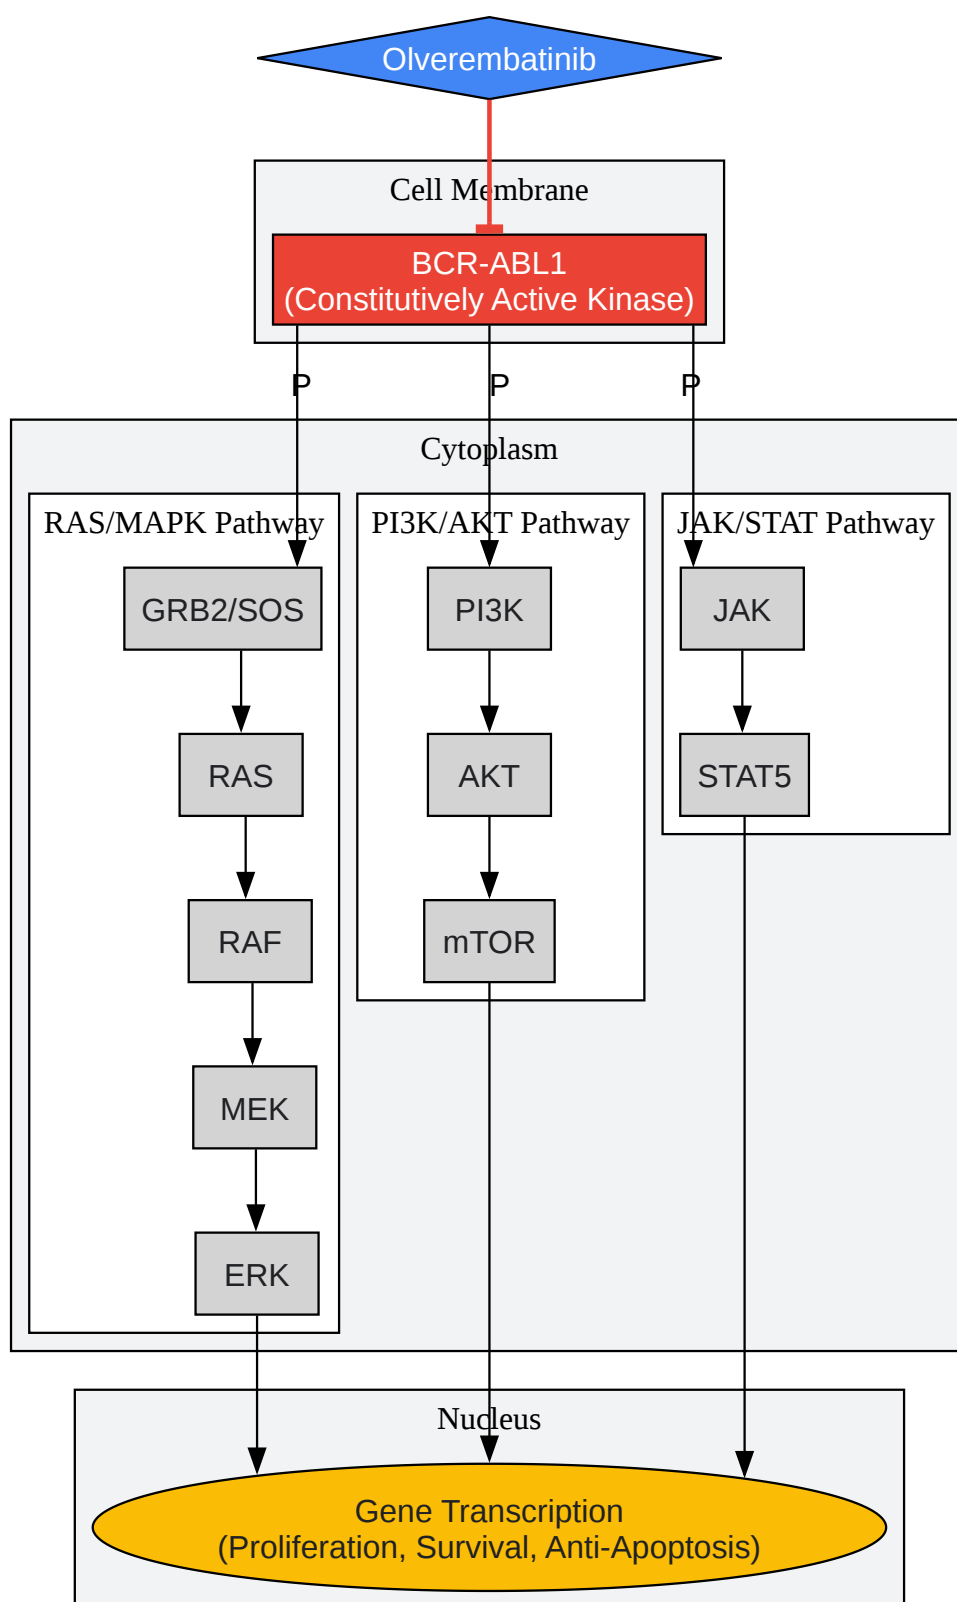 Olverembatinib
Cell Membrane
BCR-ABL1
(Constitutively Active Kinase)
P
P
P
Cytoplasm
RAS/MAPK Pathway
PI3K/AKT Pathway
JAK/STAT Pathway
GRB2/SOS
PI3K
JAK
RAS
AKT
STAT5
RAF
mTOR
MEK
ERK
Nucleus
Gene Transcription
(Proliferation, Survival, Anti-Apoptosis)